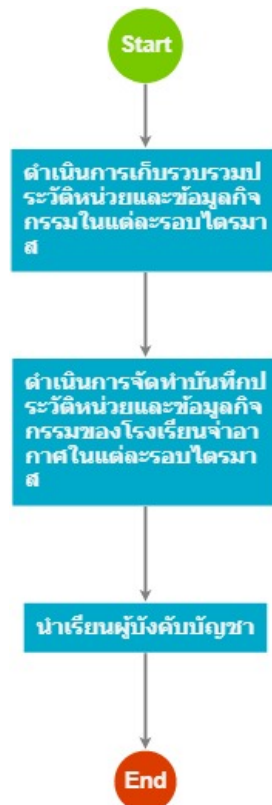 Start
ดำเนินการเก็บรวบรวมป
ระวัติหน่วยและข้อมูลกิจ
กรรมในแต่ละรอบไตรมา
ส
ดำเนินการจัดทำบันทึกป
ระวัติหน่วยและข้อมูลกิจ
กรรมของโรงเรียนจ่าอา
กาศในแต่ละรอบไตรมา
ส
นำเรียนผู้บังคับบัญชา
End